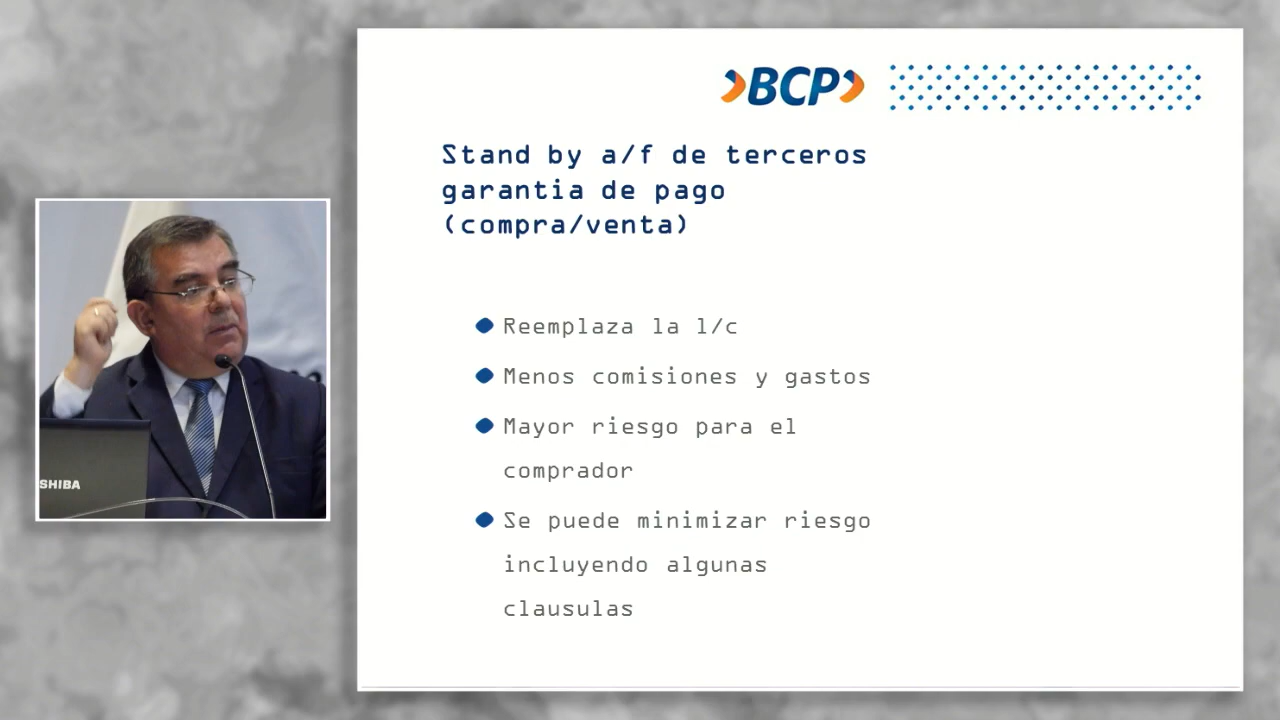 BCP
Stand by a/f de terceros
garantia de pago
(compra/venta)
Reemplaza la l/c
Menos comisiones y gastos
Mayor riesgo para el
comprador
Se puede minimizar riesgo
incluyendo algunas
clausulas
SHIBA